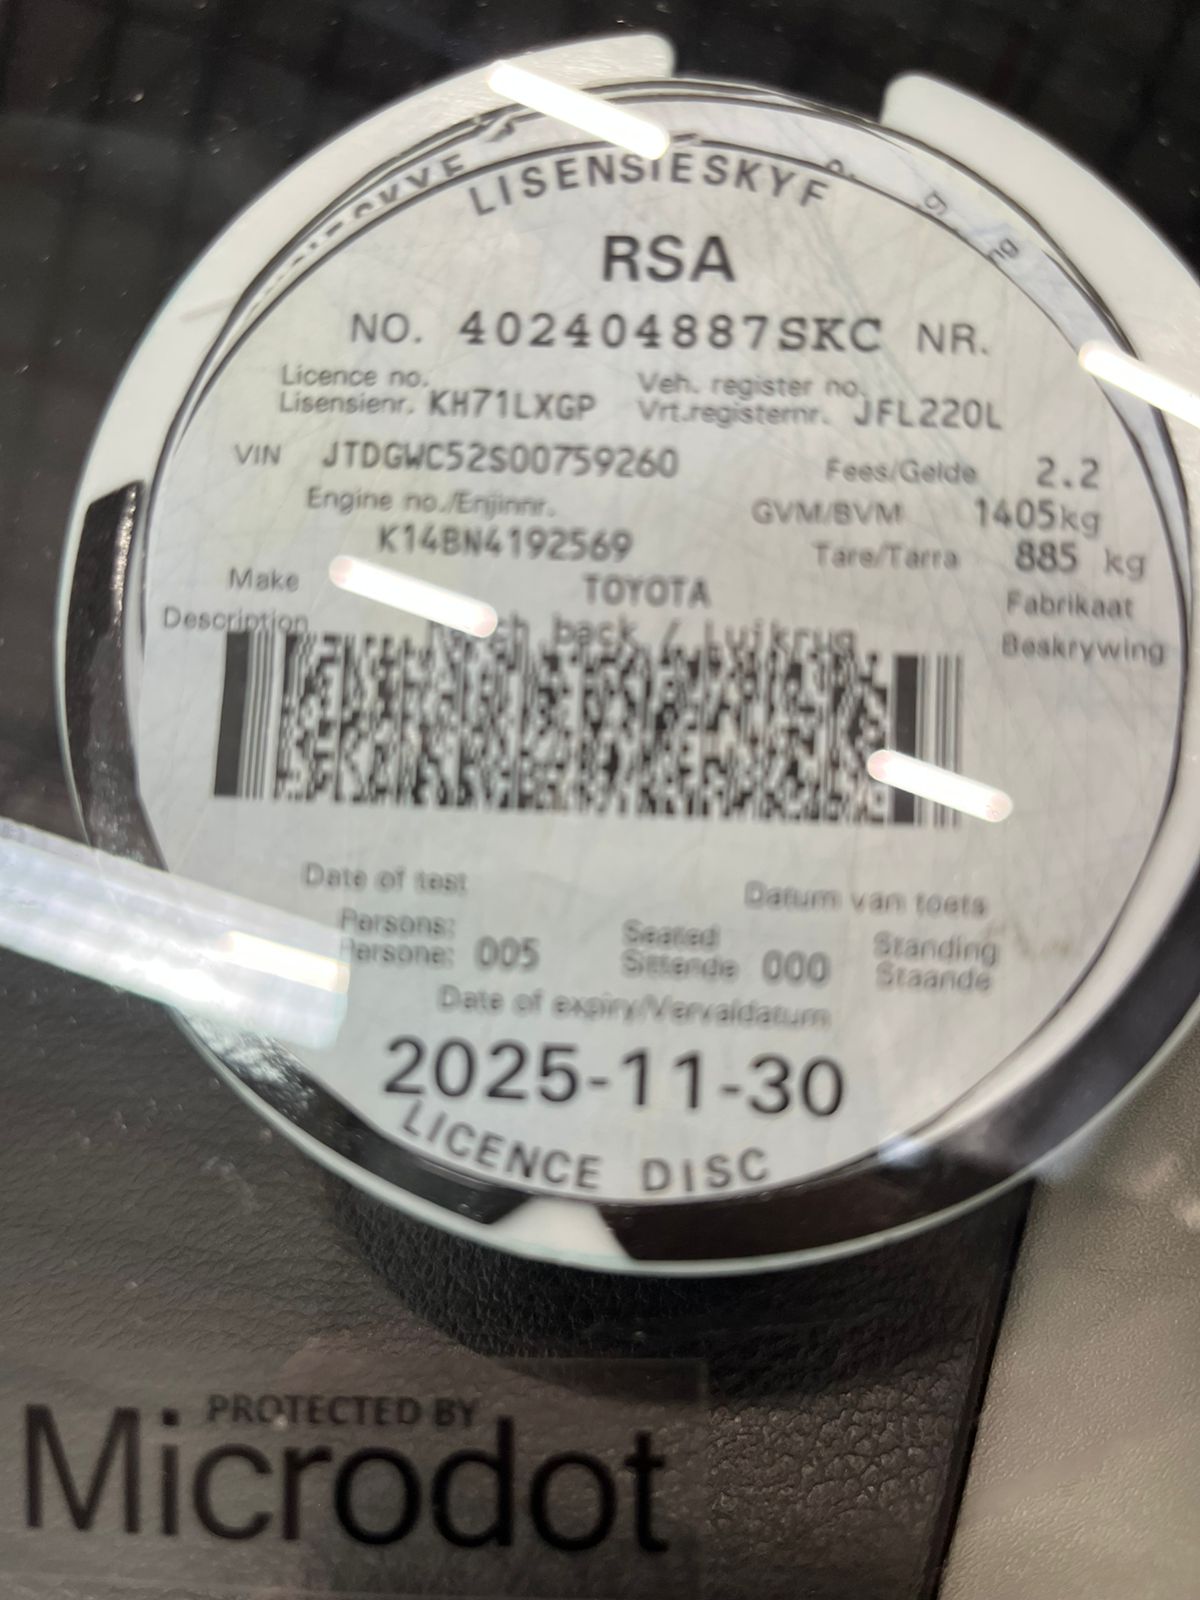 LISENSIESKYF
RSA
NO. 402404887SKC NR.
Licence no. Veh. register no.
Lisensienr. KH71LXGP Vrt.registernr. JFL220L
VIN JTDGWC52S00759260 Fees/Gelde 2.2
Engine no./Enjinnr. GVM/BVM 1405kg
K14BN4192569 Tare/Tarra 885 kg
Make TOYOTA Fabrikaat
Description back / Luikrug Beskrywing
Date of test Datum van toets
Persons: Seated Standing
Persone: 005 Sittende 000 Staande
Date of expiry/Vervaldatum
2025-11-30
LICENCE DISC
PROTECTED BY
Microdot